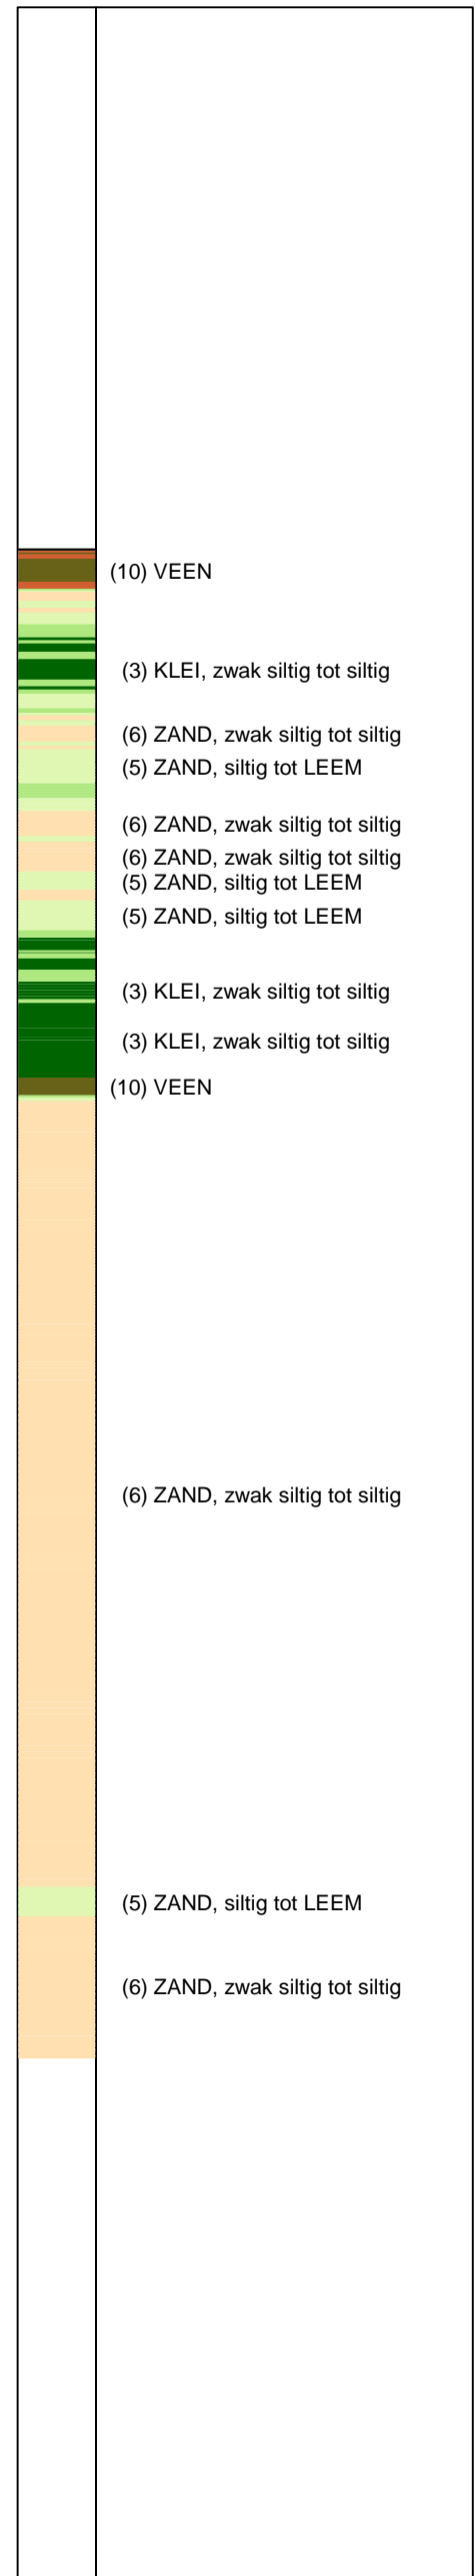 (10) VEEN
(3) KLEI, zwak siltig tot siltig
(6) ZAND, zwak siltig tot siltig
(5) ZAND, siltig tot LEEM
(6) ZAND, zwak siltig tot siltig
(6) ZAND, zwak siltig tot siltig
(5) ZAND, siltig tot LEEM
(5) ZAND, siltig tot LEEM
(3) KLEI, zwak siltig tot siltig
(3) KLEI, zwak siltig tot siltig
(10) VEEN
(6) ZAND, zwak siltig tot siltig
(5) ZAND, siltig tot LEEM
(6) ZAND, zwak siltig tot siltig